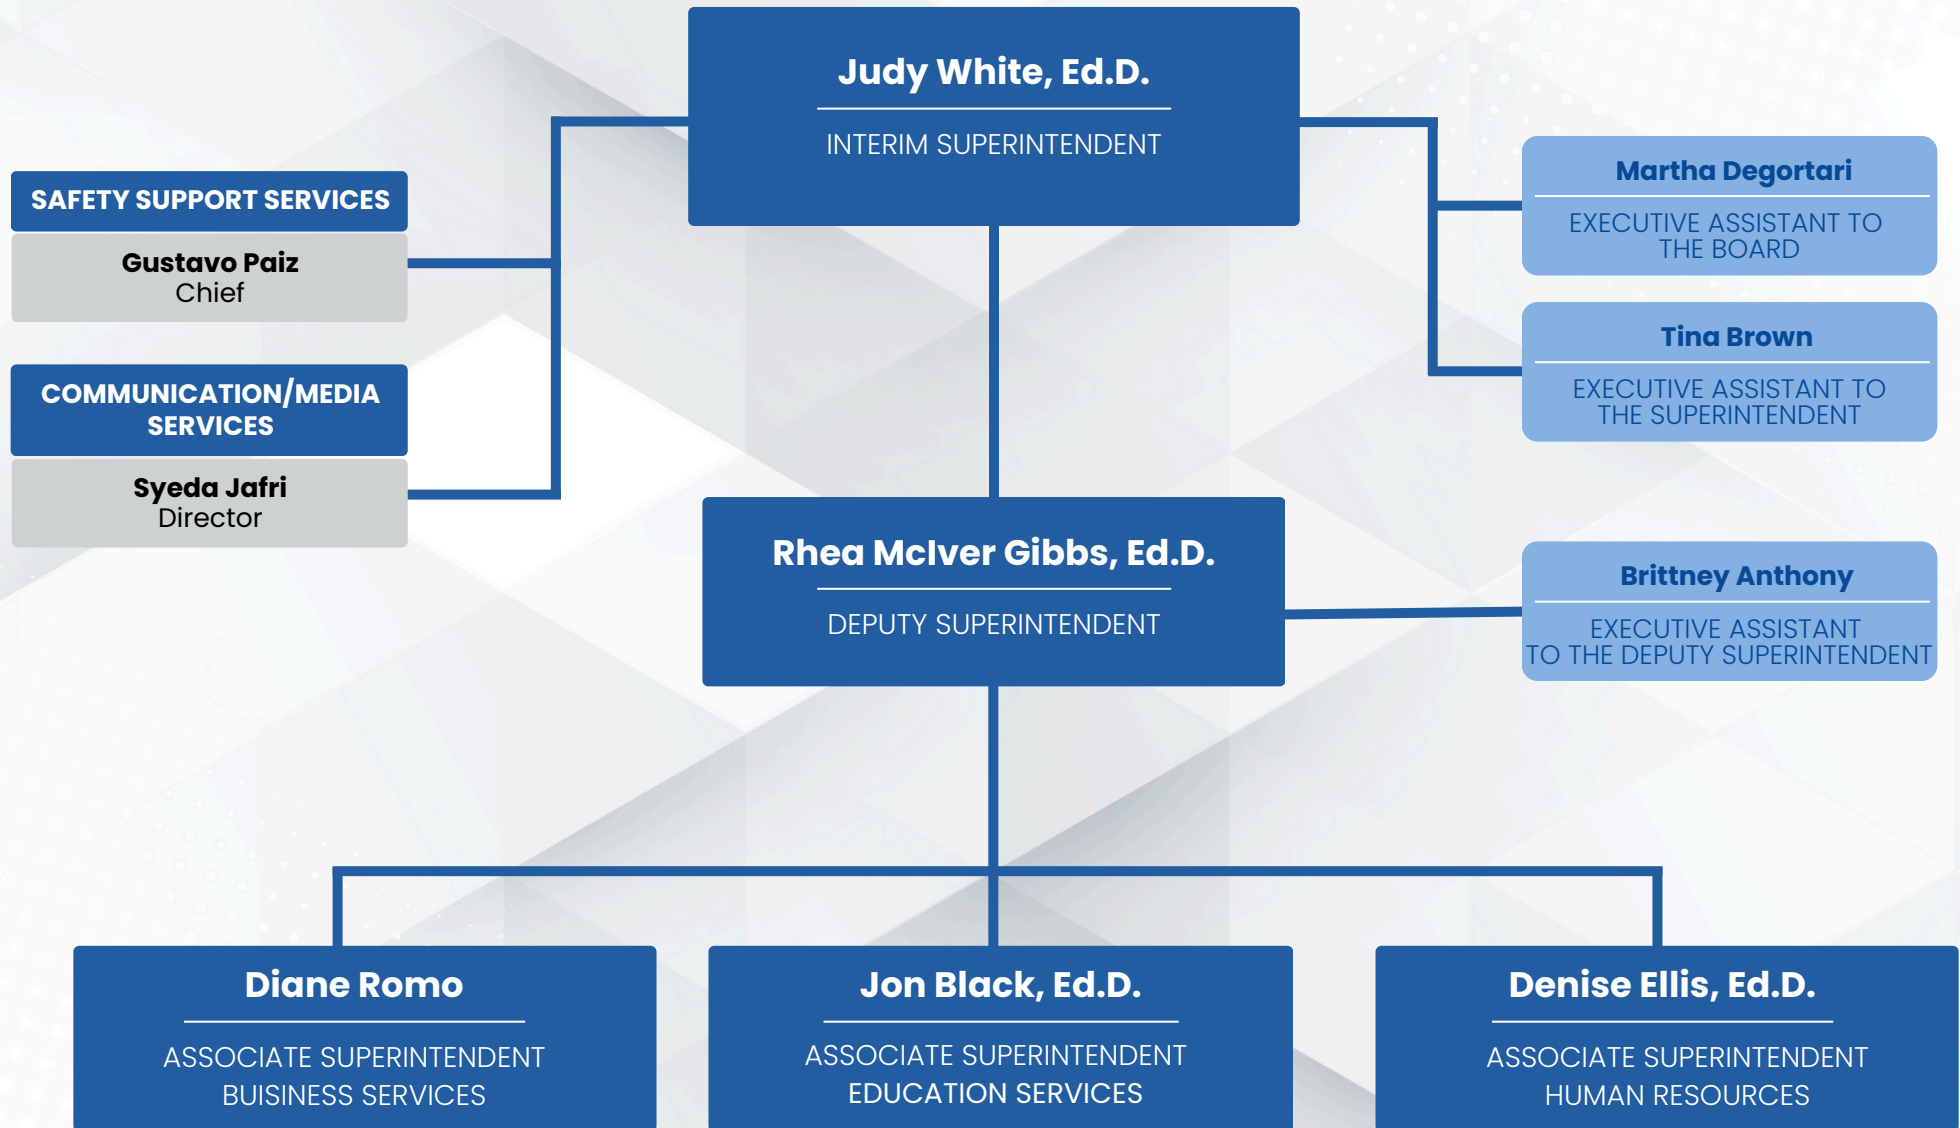 Judy White, Ed.D.
INTERIM SUPERINTENDENT
SAFETY SUPPORT SERVICES
Gustavo Paiz
Chief
COMMUNICATION/MEDIA
SERVICES
Syeda Jafri
Director
Martha Degortari
EXECUTIVE ASSISTANT TO
THE BOARD
Tina Brown
EXECUTIVE ASSISTANT TO
THE SUPERINTENDENT
Rhea McIver Gibbs, Ed.D.
DEPUTY SUPERINTENDENT
Brittney Anthony
EXECUTIVE ASSISTANT
TO THE DEPUTY SUPERINTENDENT
Diane Romo
ASSOCIATE SUPERINTENDENT
BUISINESS SERVICES
Jon Black, Ed.D.
ASSOCIATE SUPERINTENDENT
EDUCATION SERVICES
Denise Ellis, Ed.D.
ASSOCIATE SUPERINTENDENT
HUMAN RESOURCES